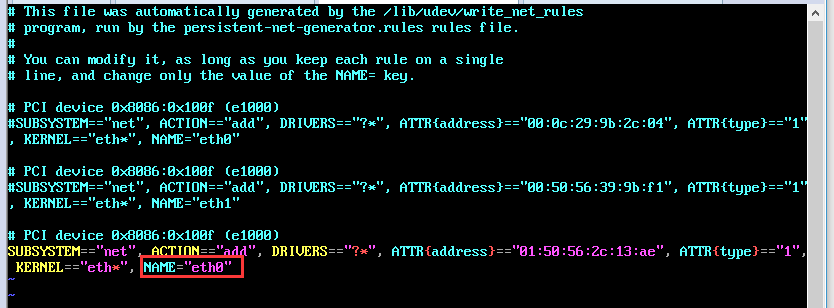 # This file was automatically generated by the /lib/udev/write_net_rules
# program, run by the persistent-net-generator.rules rules file.
#
# You can modify it, as long as you keep each rule on a single
# line, and change only the value of the NAME= key.
# PCI device 0x8086:0x100f (e1000)
#SUBSYSTEM=="net", ACTION=="add", DRIVERS=="?*", ATTR{address}=="00:0c:29:9b:2c:04", ATTR{type}=="1"
, KERNEL=="eth*", NAME="eth0"
# PCI device 0x8086:0x100f (e1000)
#SUBSYSTEM=="net", ACTION=="add", DRIVERS=="?*", ATTR{address}=="00:50:56:39:9b:f1", ATTR{type}=="1"
, KERNEL=="eth*", NAME="eth1"
# PCI device 0x8086:0x100f (e1000)
SUBSYSTEM=="net", ACTION=="add", DRIVERS=="?*", ATTR{address}=="01:50:56:2c:13:ae", ATTR{type}=="1",
KERNEL=="eth*", NAME="eth0"
~
~